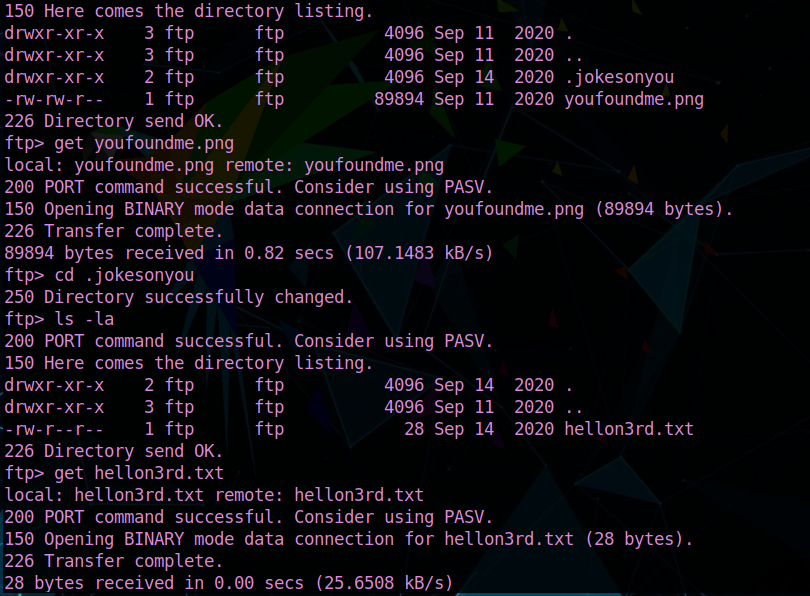 150 Here comes the directory listing.
drwxr-xr-x    3 ftp      ftp          4096 Sep 11  2020 .
drwxr-xr-x    3 ftp      ftp          4096 Sep 11  2020 ..
drwxr-xr-x    2 ftp      ftp          4096 Sep 14  2020 .jokesonyou
-rw-rw-r--    1 ftp      ftp         89894 Sep 11  2020 youfoundme.png
226 Directory send OK.
ftp> get youfoundme.png
local: youfoundme.png remote: youfoundme.png
200 PORT command successful. Consider using PASV.
150 Opening BINARY mode data connection for youfoundme.png (89894 bytes).
226 Transfer complete.
89894 bytes received in 0.82 secs (107.1483 kB/s)
ftp> cd .jokesonyou
250 Directory successfully changed.
ftp> ls -la
200 PORT command successful. Consider using PASV.
150 Here comes the directory listing.
drwxr-xr-x    2 ftp      ftp          4096 Sep 14  2020 .
drwxr-xr-x    3 ftp      ftp          4096 Sep 11  2020 ..
-rw-r--r--    1 ftp      ftp            28 Sep 14  2020 hellon3rd.txt
226 Directory send OK.
ftp> get hellon3rd.txt
local: hellon3rd.txt remote: hellon3rd.txt
200 PORT command successful. Consider using PASV.
150 Opening BINARY mode data connection for hellon3rd.txt (28 bytes).
226 Transfer complete.
28 bytes received in 0.00 secs (25.6508 kB/s)